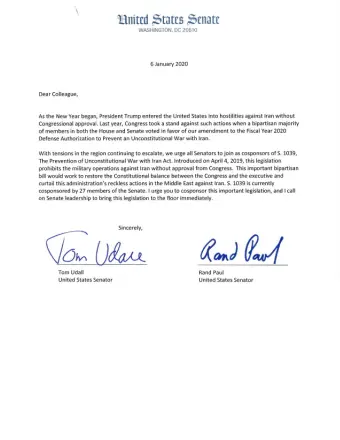 United States Senate
WASHINGTON, DC 20510
6 January 2020
Dear Colleague,
As the New Year began, President Trump entered the United States into hostilities against Iran without
Congressional approval. Last year, Congress took a stand against such actions when a bipartisan majority
of members in both the House and Senate voted in favor of our amendment to the Fiscal Year 2020
Defense Authorization to Prevent an Unconstitutional War with Iran.
With tensions in the region continuing to escalate, we urge all Senators to join as cosponsors of S. 1039,
The Prevention of Unconstitutional War with Iran Act. Introduced on April 4, 2019, this legislation
prohibits the military operations against Iran without approval from Congress. This important bipartisan
bill would work to restore the Constitutional balance between the Congress and the executive and
curtail this administration's reckless actions in the Middle East against Iran. S. 1039 is currently
cosponsored by 27 members of the Senate. I urge you to cosponsor this important legislation, and I call
on Senate leadership to bring this legislation to the floor immediately.
Sincerely,
Tom Udall Rand Paul
Tom Udall Rand Paul
United States Senator United States Senator